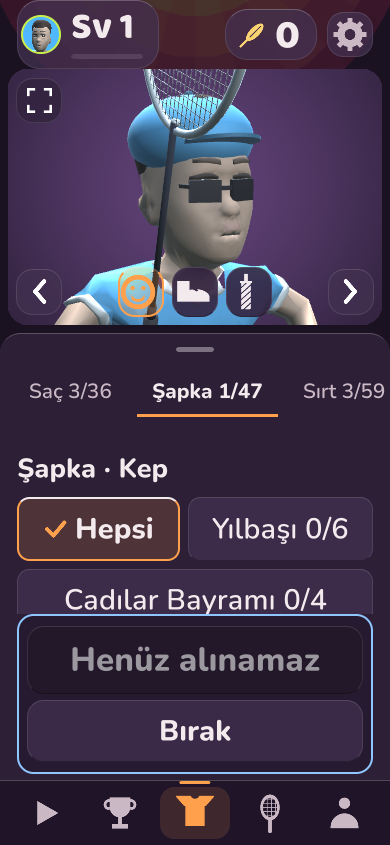 Sv 1
0
Saç 3/36
Şapka 1/47
Sırt 3/59
Şapka · Kep
Hepsi
Yılbaşı 0/6
Cadılar Bayramı 0/4
Henüz alınamaz
Bırak